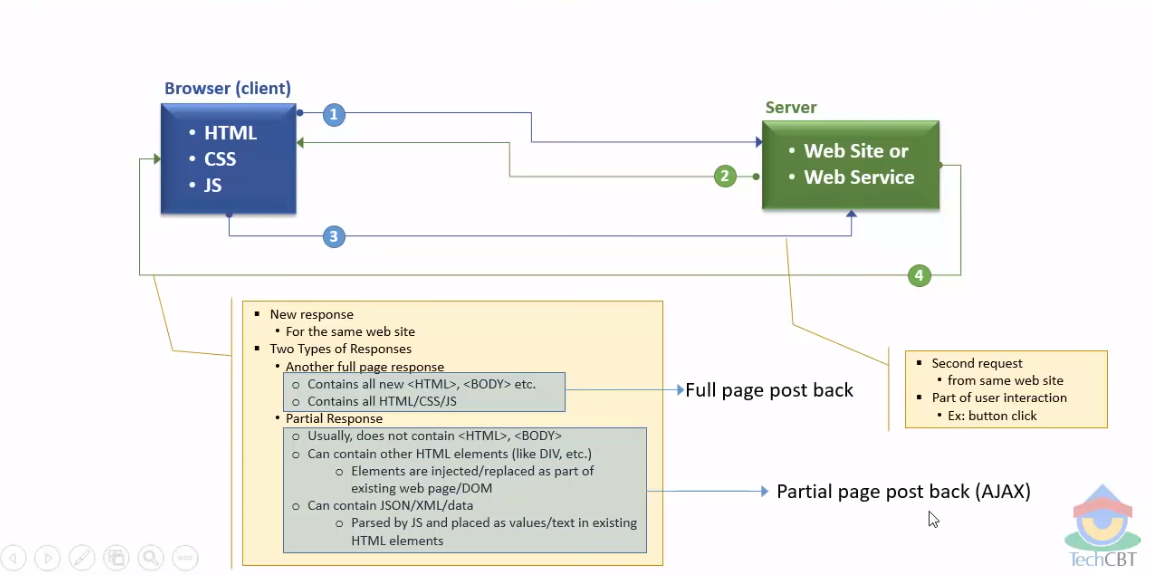 Browser (client)
• HTML
• CSS
• JS
1
Server
• Web Site or
• Web Service
2
3
4
▪ New response
• For the same web site
▪ Two Types of Responses
• Another full page response
o Contains all new <HTML>, <BODY> etc.
o Contains all HTML/CSS/JS
• Partial Response
o Usually, does not contain <HTML>, <BODY>
o Can contain other HTML elements (like DIV, etc.)
o Elements are injected/replaced as part of
existing web page/DOM
o Can contain JSON/XML/data
o Parsed by JS and placed as values/text in existing
HTML elements
Full page post back
Partial page post back (AJAX)
▪ Second request
• from same web site
▪ Part of user interaction
• Ex: button click
TechCBT